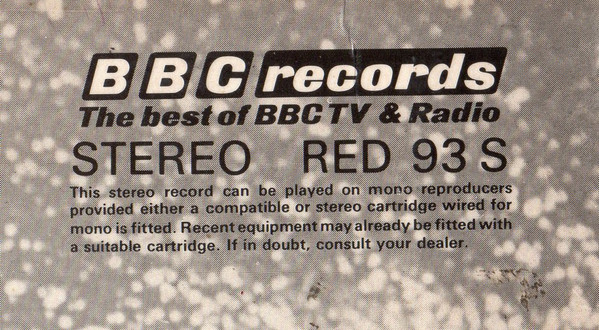 BBC records
The best of BBC TV & Radio
STEREO RED 93 S
This stereo record can be played on mono reproducers
provided either a compatible or stereo cartridge wired for
mono is fitted. Recent equipment may already be fitted with
a suitable cartridge. If in doubt, consult your dealer.